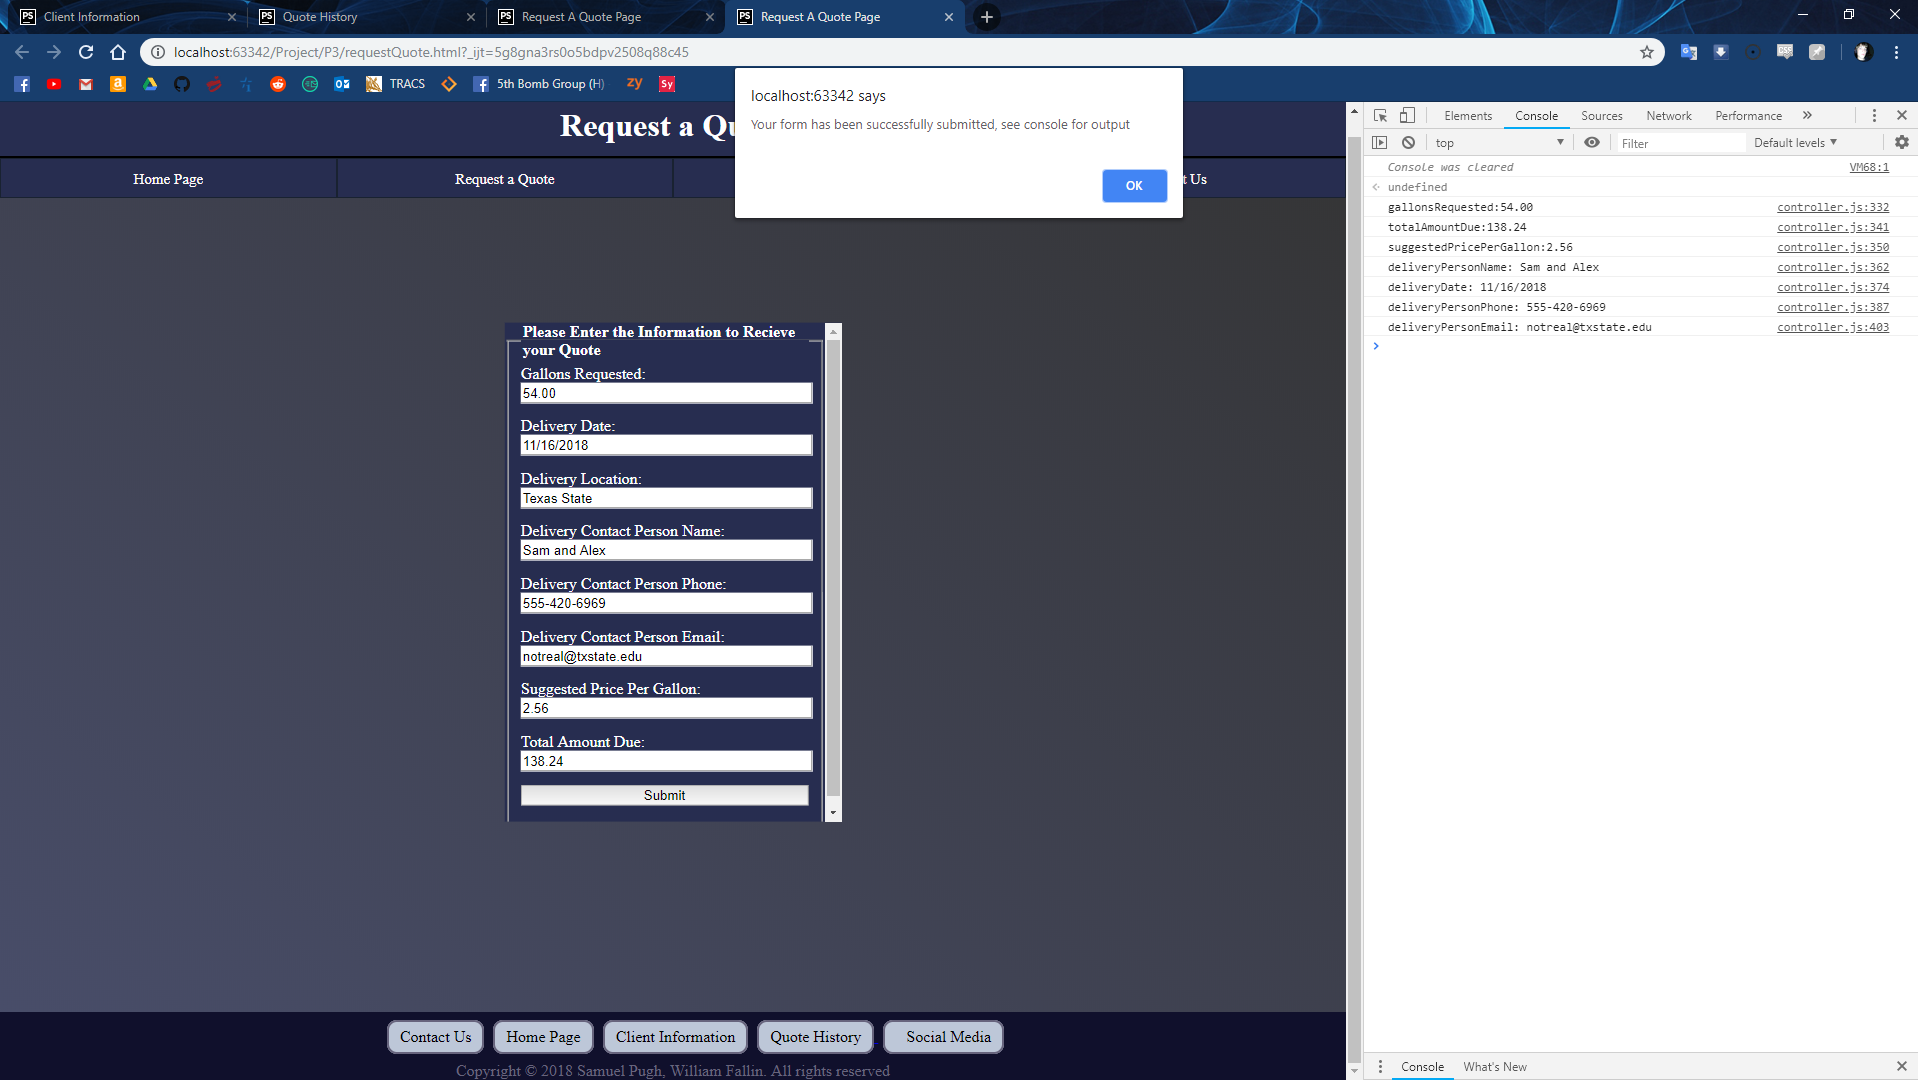 Client Information
Quote History
Request A Quote Page
Request A Quote Page
localhost:63342/Project/P3/requestQuote.html?_ijt=5g8gna3rs0o5bdpv2508q88c45
TRACS
5th Bomb Group (H)
zy
Sy
localhost:63342 says
Your form has been successfully submitted, see console for output
OK
Request a Qu
Home Page
Request a Quote
t Us
Please Enter the Information to Recieve
your Quote
Gallons Requested:
54.00
Delivery Date:
11/16/2018
Delivery Location:
Texas State
Delivery Contact Person Name:
Sam and Alex
Delivery Contact Person Phone:
555-420-6969
Delivery Contact Person Email:
notreal@txstate.edu
Suggested Price Per Gallon:
2.56
Total Amount Due:
138.24
Submit
Contact Us
Home Page
Client Information
Quote History
Social Media
Copyright © 2018 Samuel Pugh, William Fallin. All rights reserved
Elements
Console
Sources
Network
Performance
top
Filter
Default levels
Console was cleared VM68:1
undefined
gallonsRequested:54.00 controller.js:332
totalAmountDue:138.24 controller.js:341
suggestedPricePerGallon:2.56 controller.js:350
deliveryPersonName: Sam and Alex controller.js:362
deliveryDate: 11/16/2018 controller.js:374
deliveryPersonPhone: 555-420-6969 controller.js:387
deliveryPersonEmail: notreal@txstate.edu controller.js:403
Console
What's New